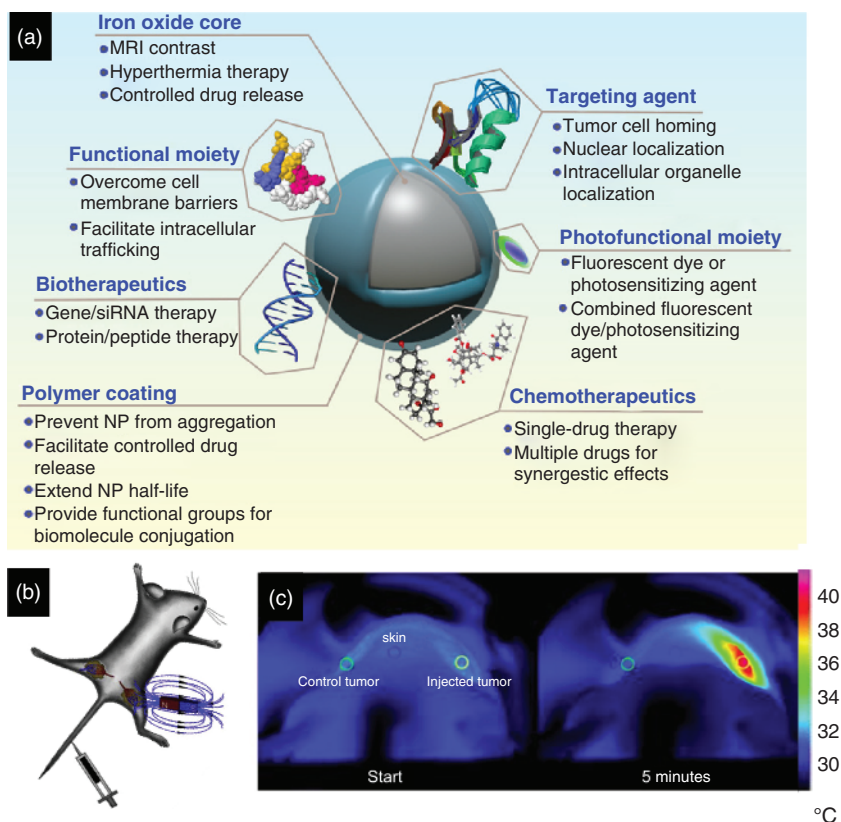 (a)
Iron oxide core
●MRI contrast
●Hyperthermia therapy
●Controlled drug release
Functional moiety
●Overcome cell
membrane barriers
●Facilitate intracellular
trafficking
Biotherapeutics
●Gene/siRNA therapy
●Protein/peptide therapy
Polymer coating
●Prevent NP from aggregation
●Facilitate controlled drug
release
●Extend NP half-life
●Provide functional groups for
biomolecule conjugation
Targeting agent
●Tumor cell homing
●Nuclear localization
●Intracellular organelle
localization
Photofunctional moiety
●Fluorescent dye or
photosensitizing agent
●Combined fluorescent
dye/photosensitizing
agent
Chemotherapeutics
●Single-drug therapy
●Multiple drugs for
synergestic effects
(b)
(c)
skin
Control tumor
Injected tumor
Start
5 minutes
40
38
36
34
32
30
°C